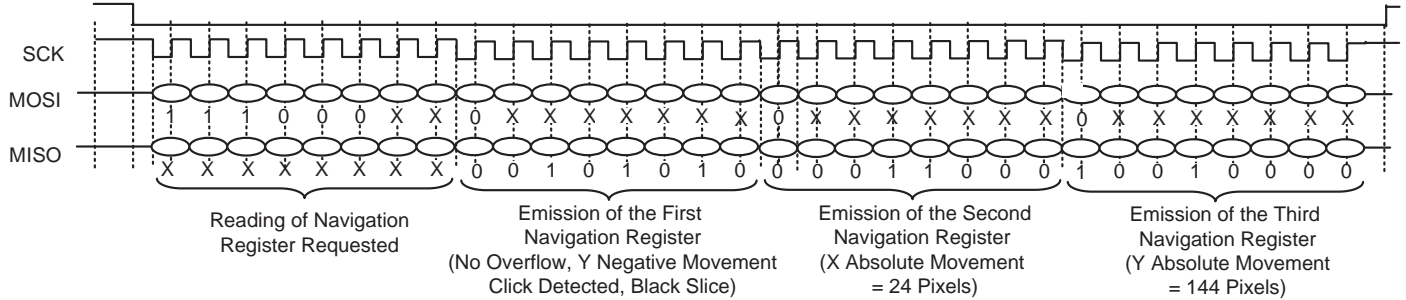 SCK
MOSI
1 1 1 0 0 0 X X 0 X X X X X X X 0 X X X X X X X 0 X X X X X X X
MISO
X X X X X X X X 0 0 1 0 1 0 1 0 0 0 0 1 1 0 0 0 1 0 0 1 0 0 0 0
Reading of Navigation
Register Requested
Emission of the First
Navigation Register
(No Overflow, Y Negative Movement
Click Detected, Black Slice)
Emission of the Second
Navigation Register
(X Absolute Movement
= 24 Pixels)
Emission of the Third
Navigation Register
(Y Absolute Movement
= 144 Pixels)